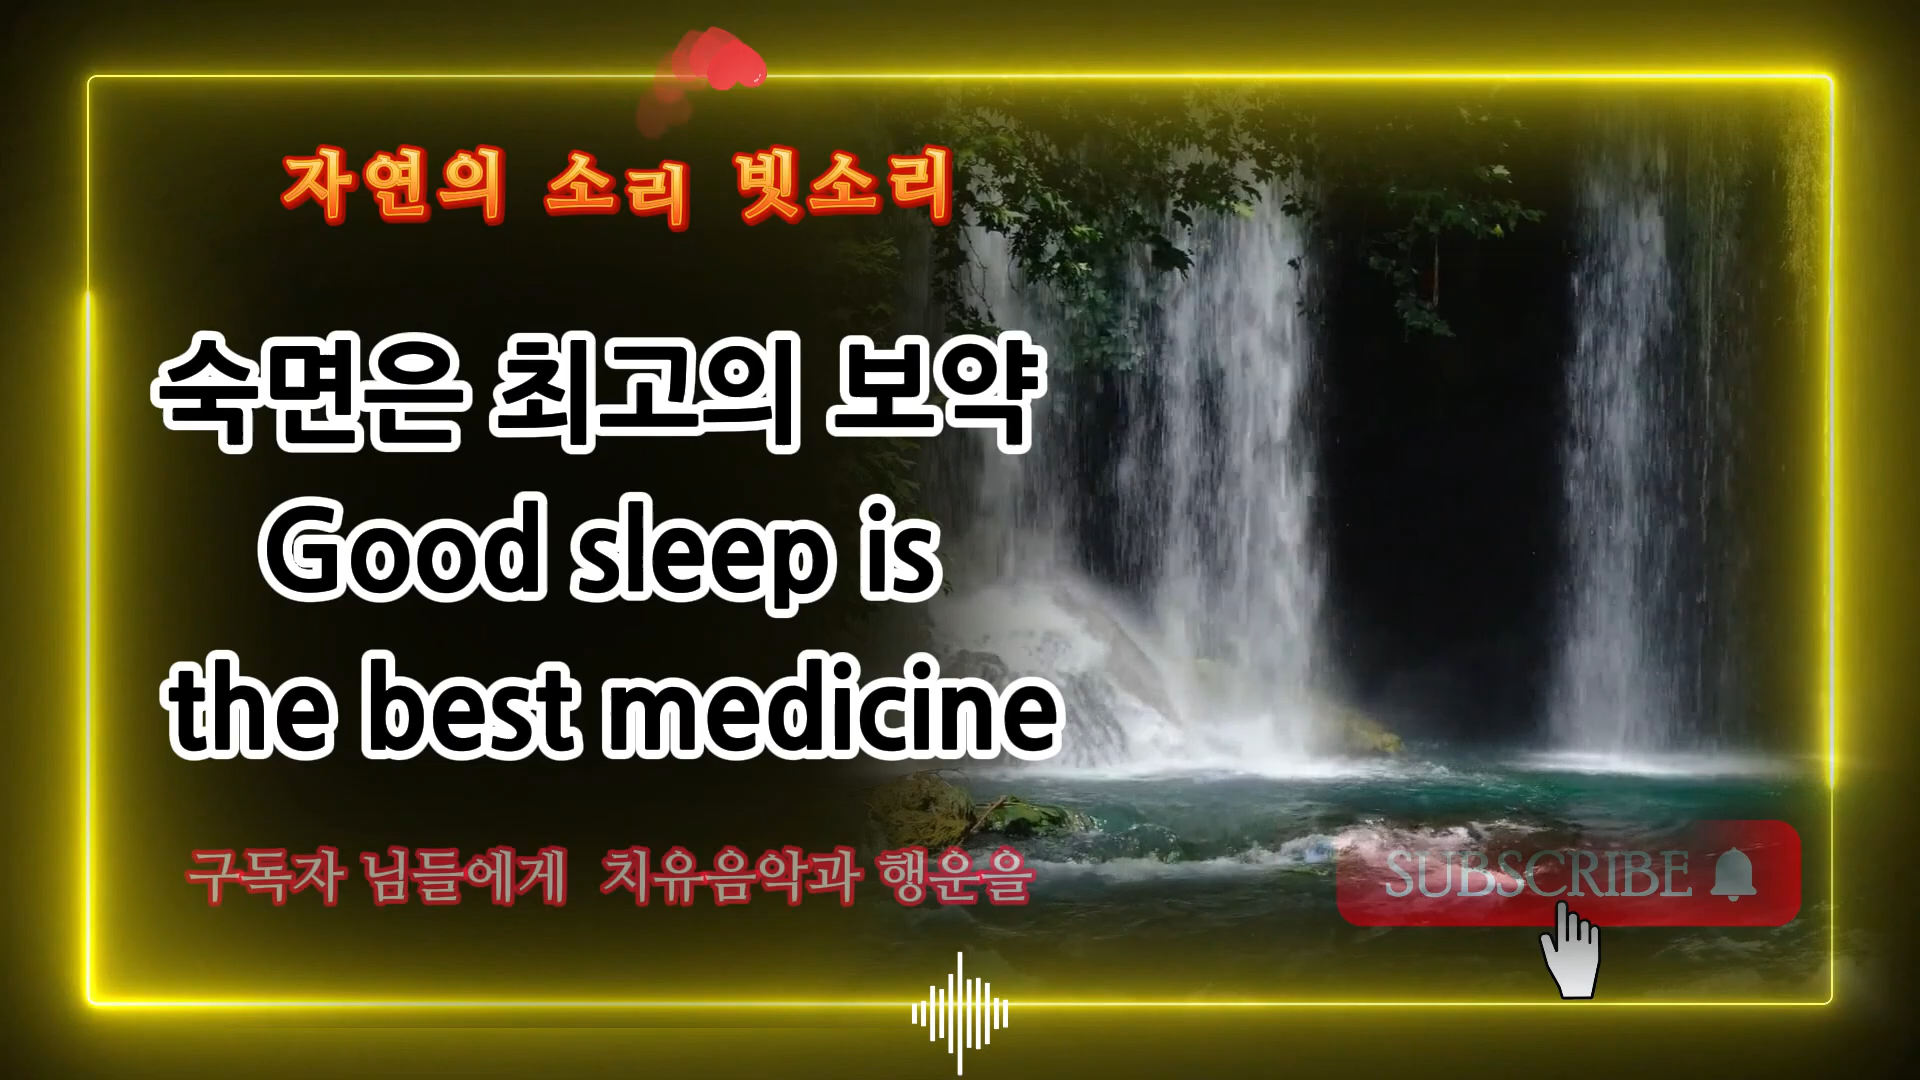 자연의 소리 빗소리
숙면은 최고의 보약
Good sleep is
the best medicine
구독자 님들에게 치유음악과 행운을
SUBSCRIBE